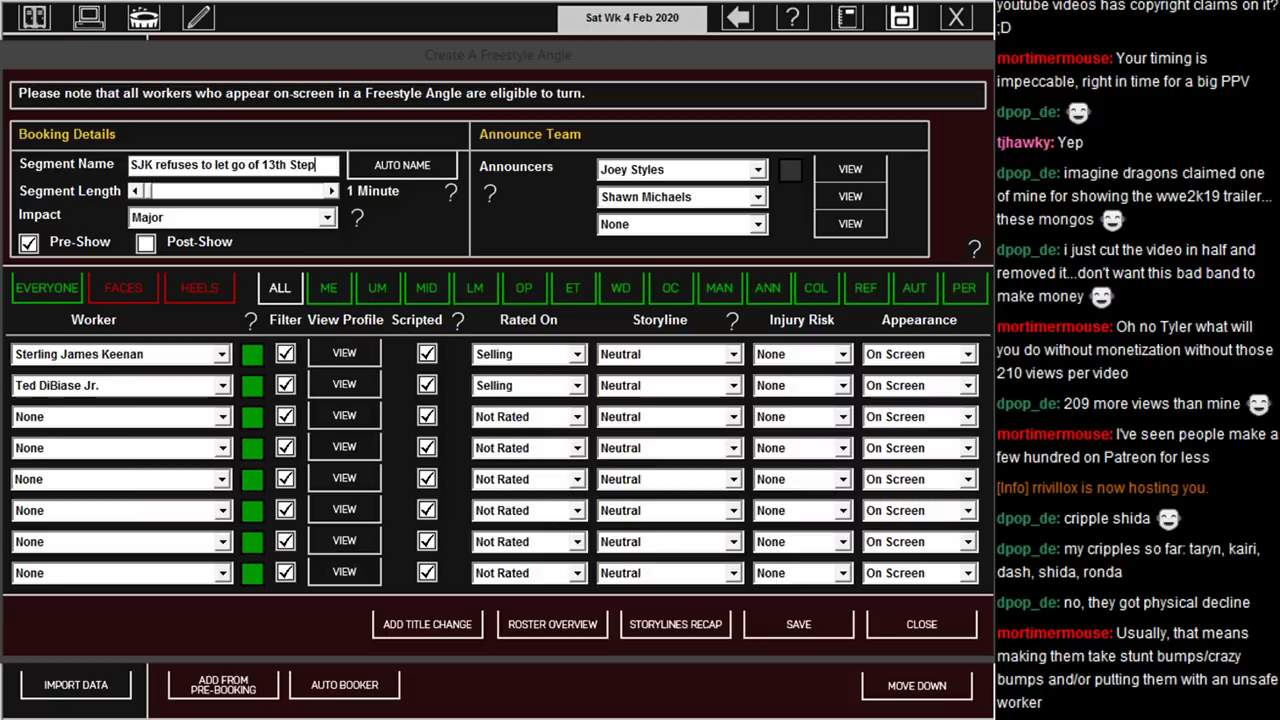 Sat Wk 4 Feb 2020
?
X
Create A Freestyle Angle
Please note that all workers who appear on-screen in a Freestyle Angle are eligible to turn.
Booking Details
Segment Name SJK refuses to let go of 13th Step AUTO NAME
Segment Length 1 Minute ?
Impact Major ?
Pre-Show Post-Show
Announce Team
Announcers Joey Styles VIEW
? Shawn Michaels VIEW
None VIEW
?
EVERYONE FACES HEELS ALL ME UM MID LM OP ET WD OC MAN ANN COL REF AUT PER
Worker ? Filter View Profile Scripted ? Rated On Storyline ? Injury Risk Appearance
Sterling James Keenan VIEW Selling Neutral None On Screen
Ted DiBiase Jr. VIEW Selling Neutral None On Screen
None VIEW Not Rated Neutral None On Screen
None VIEW Not Rated Neutral None On Screen
None VIEW Not Rated Neutral None On Screen
None VIEW Not Rated Neutral None On Screen
None VIEW Not Rated Neutral None On Screen
None VIEW Not Rated Neutral None On Screen
ADD TITLE CHANGE ROSTER OVERVIEW STORYLINES RECAP SAVE CLOSE
IMPORT DATA ADD FROM PRE-BOOKING AUTO BOOKER MOVE DOWN
youtube videos has copyright claims on it?
;D
mortimermouse: Your timing is
impeccable, right in time for a big PPV
dpop_de:
tjhawky: Yep
dpop_de: imagine dragons claimed one
of mine for showing the wwe2k19 trailer...
these mongos
dpop_de: i just cut the video in half and
removed it...don't want this bad band to
make money
mortimermouse: Oh no Tyler what will
you do without monetization without those
210 views per video
dpop_de: 209 more views than mine
mortimermouse: I've seen people make a
few hundred on Patreon for less
[Info] rrivillox is now hosting you.
dpop_de: cripple shida
dpop_de: my cripples so far: taryn, kairi,
dash, shida, ronda
dpop_de: no, they got physical decline
mortimermouse: Usually, that means
making them take stunt bumps/crazy
bumps and/or putting them with an unsafe
worker